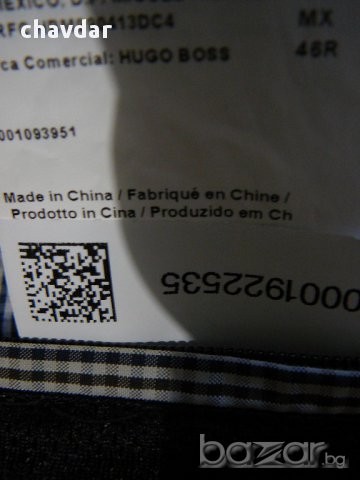 chavdar
MX
ca Comercial: HUGO BOSS 46R
001093951
Made in China / Fabriqué en Chine /
Prodotto in Cina / Produzido em Ch
0001922535
bazar.bg